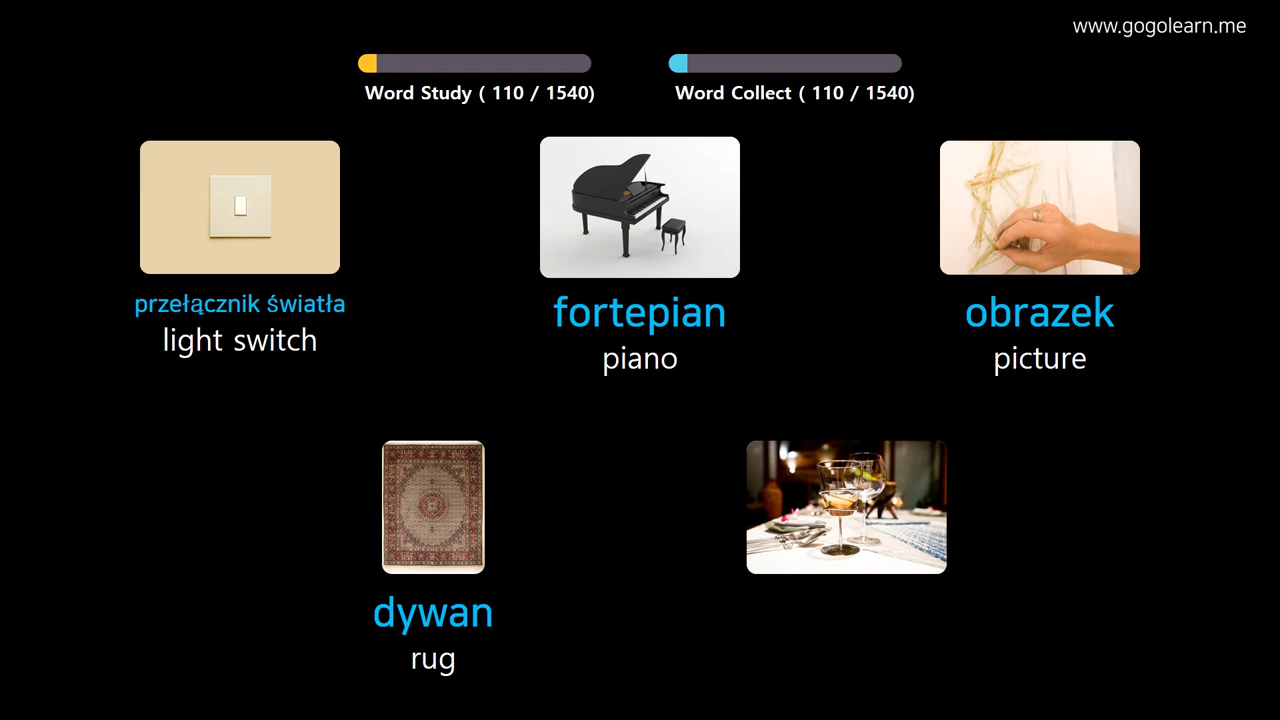 www.gogolearn.me
Word Study ( 110 / 1540)
Word Collect ( 110 / 1540)
przełącznik światła
light switch
fortepian
piano
obrazek
picture
dywan
rug